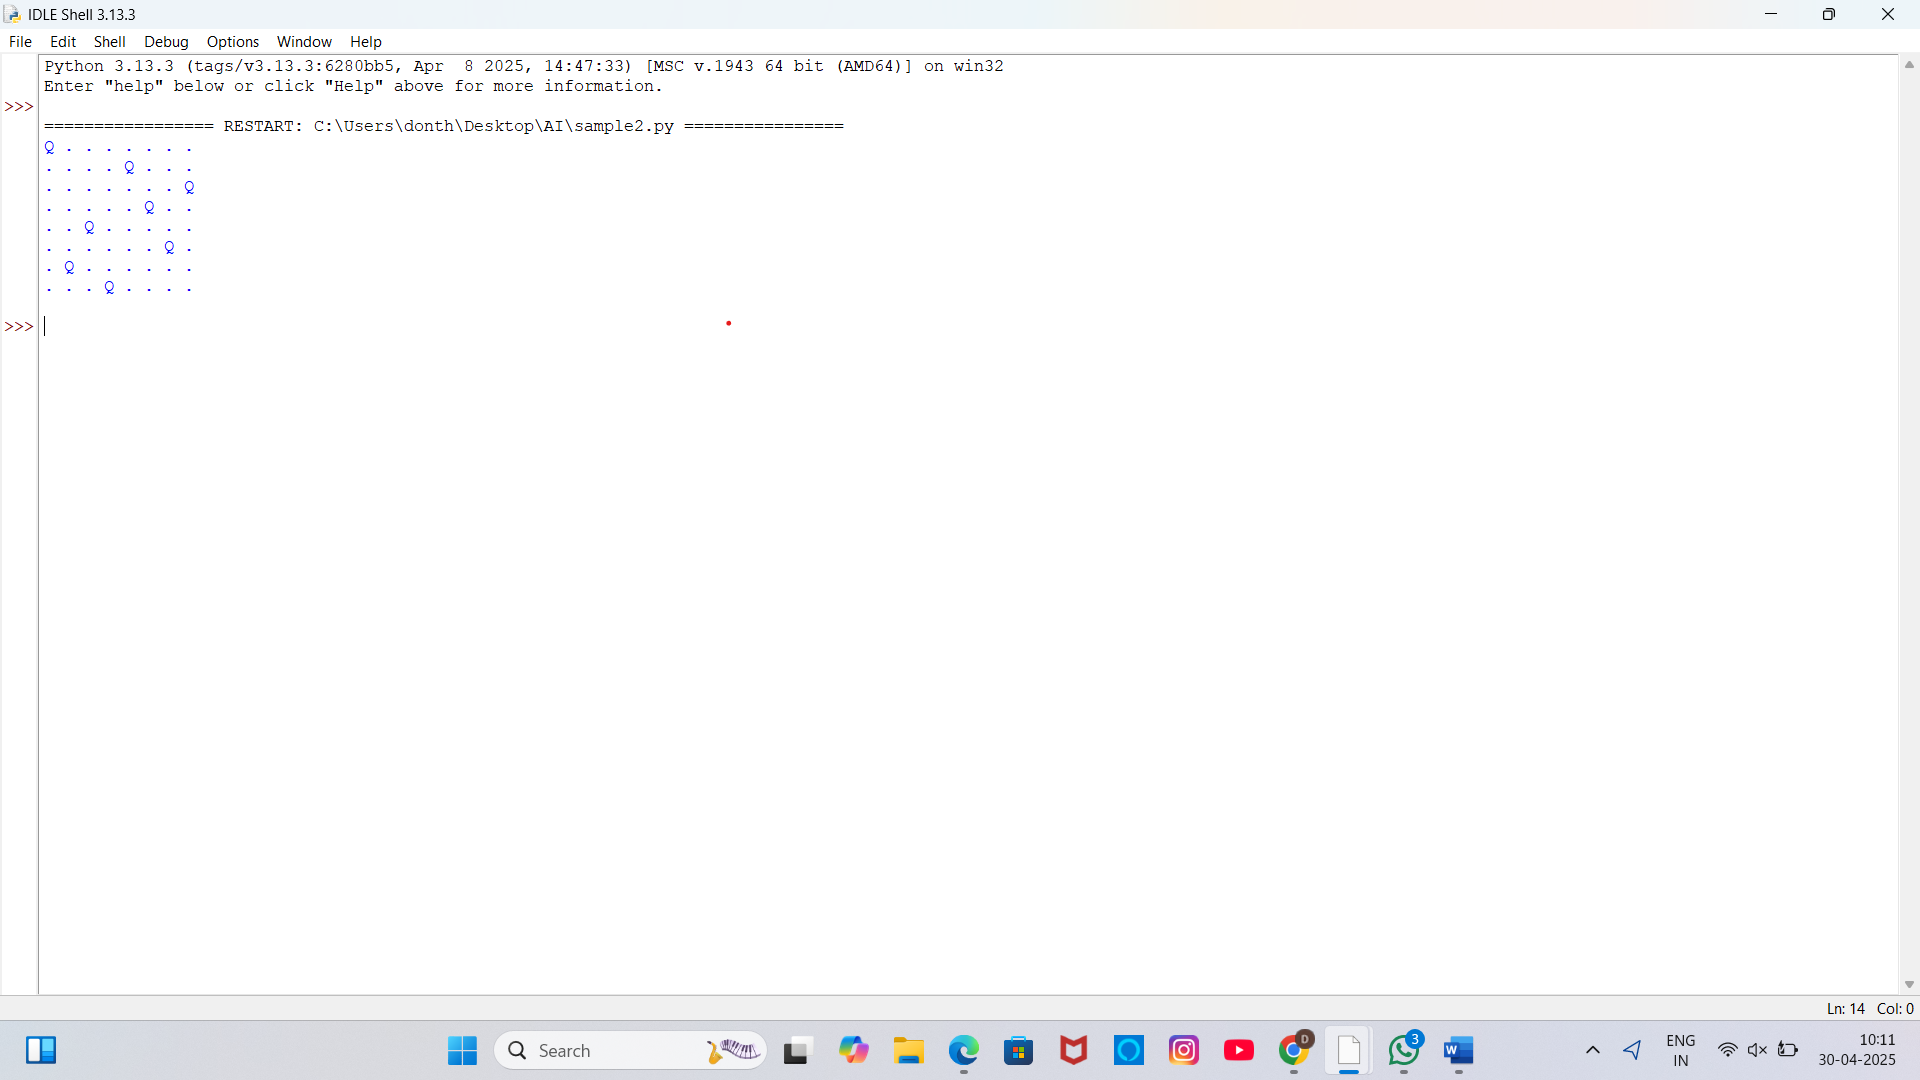 IDLE Shell 3.13.3
File Edit Shell Debug Options Window Help
Python 3.13.3 (tags/v3.13.3:6280bb5, Apr  8 2025, 14:47:33) [MSC v.1943 64 bit (AMD64)] on win32
Enter "help" below or click "Help" above for more information.
>>>
================= RESTART: C:\Users\donth\Desktop\AI\sample2.py ================
Q . . . . . . .
. . . . Q . . .
. . . . . . . Q
. . . . . Q . .
. . Q . . . . .
. . . . . . Q .
. Q . . . . . .
. . . Q . . . .
>>>
Ln: 14 Col: 0
Search
D
3
W
ENG
IN
10:11
30-04-2025